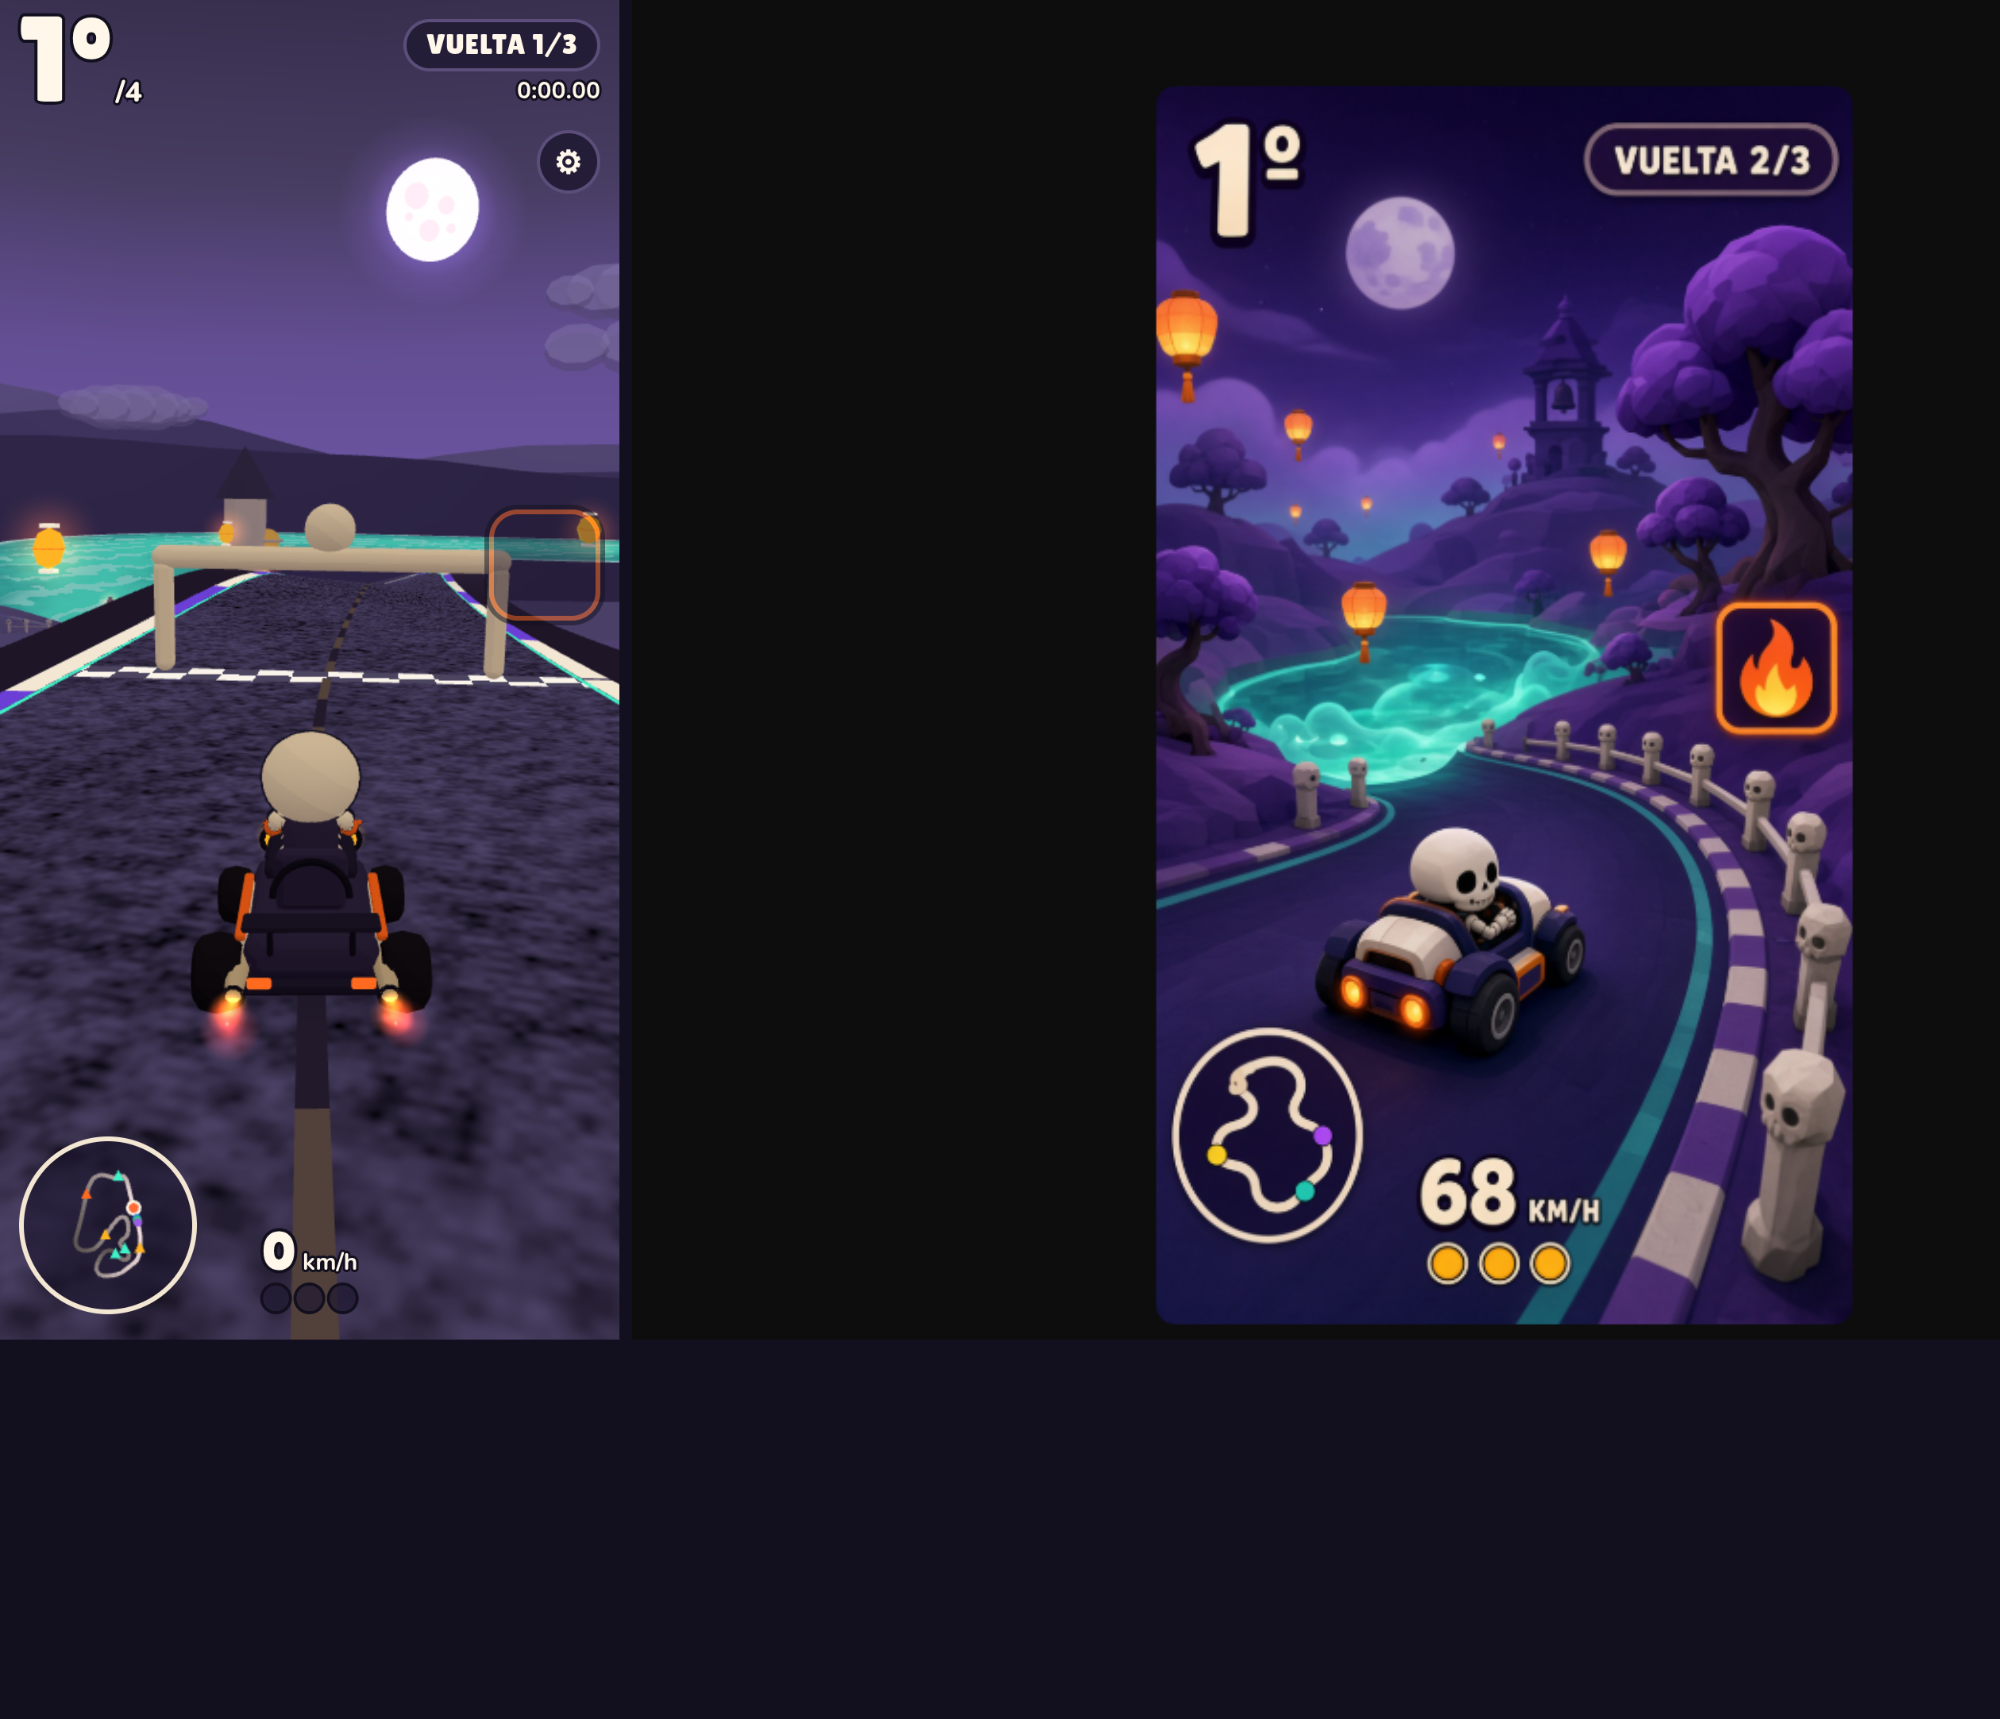 1º
/4
VUELTA 1/3
0:00.00
0 km/h
1º
VUELTA 2/3
68 KM/H